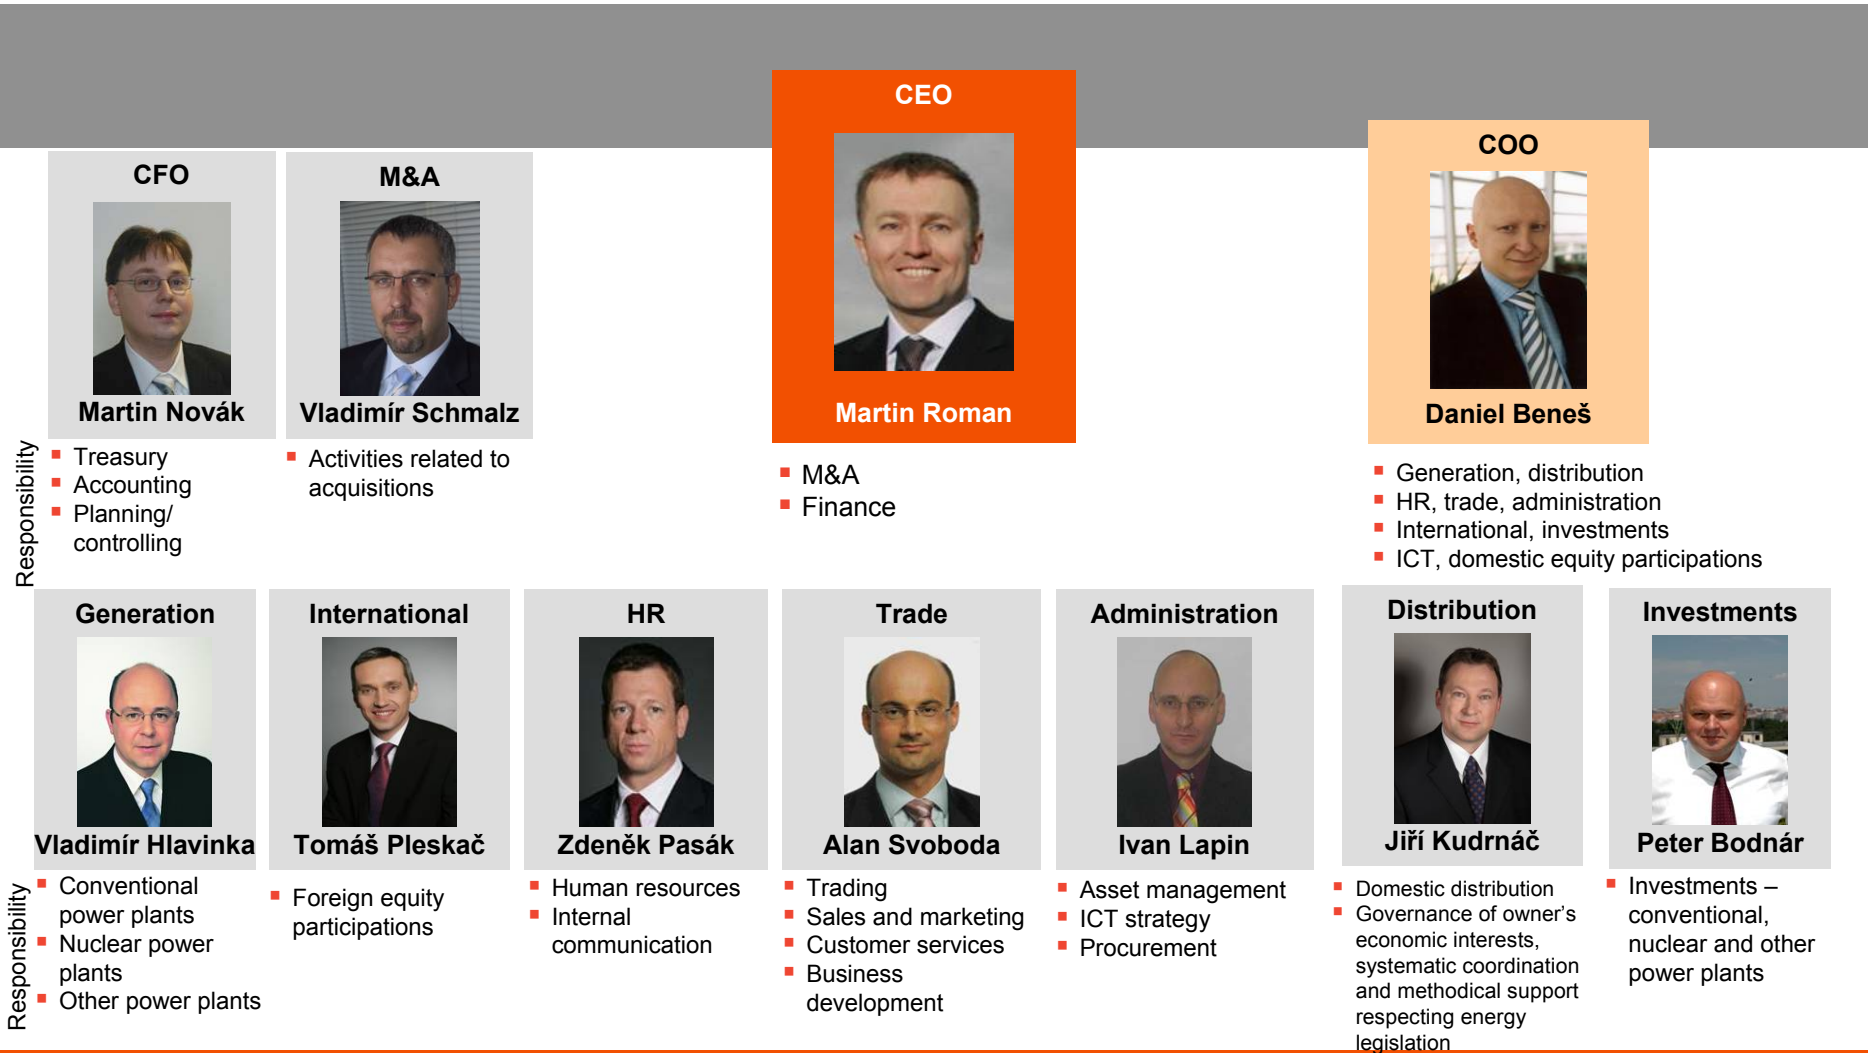 CEO
Martin Roman
M&A
Finance
COO
Daniel Beneš
Generation, distribution
HR, trade, administration
International, investments
ICT, domestic equity participations
CFO
Martin Novák
Treasury
Accounting
Planning/
controlling
M&A
Vladimír Schmalz
Activities related to
acquisitions
Responsibility
Generation
Vladimír Hlavinka
Conventional
power plants
Nuclear power
plants
Other power plants
International
Tomáš Pleskač
Foreign equity
participations
HR
Zdeněk Pasák
Human resources
Internal
communication
Trade
Alan Svoboda
Trading
Sales and marketing
Customer services
Business
development
Administration
Ivan Lapin
Asset management
ICT strategy
Procurement
Distribution
Jiří Kudrnáč
Domestic distribution
Governance of owner’s
economic interests,
systematic coordination
and methodical support
respecting energy
legislation
Investments
Peter Bodnár
Investments –
conventional,
nuclear and other
power plants
Responsibility